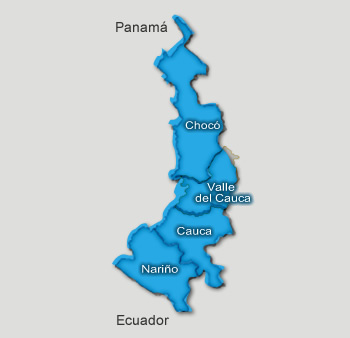 Panamá
Chocó
Valle
del Cauca
Cauca
Nariño
Ecuador